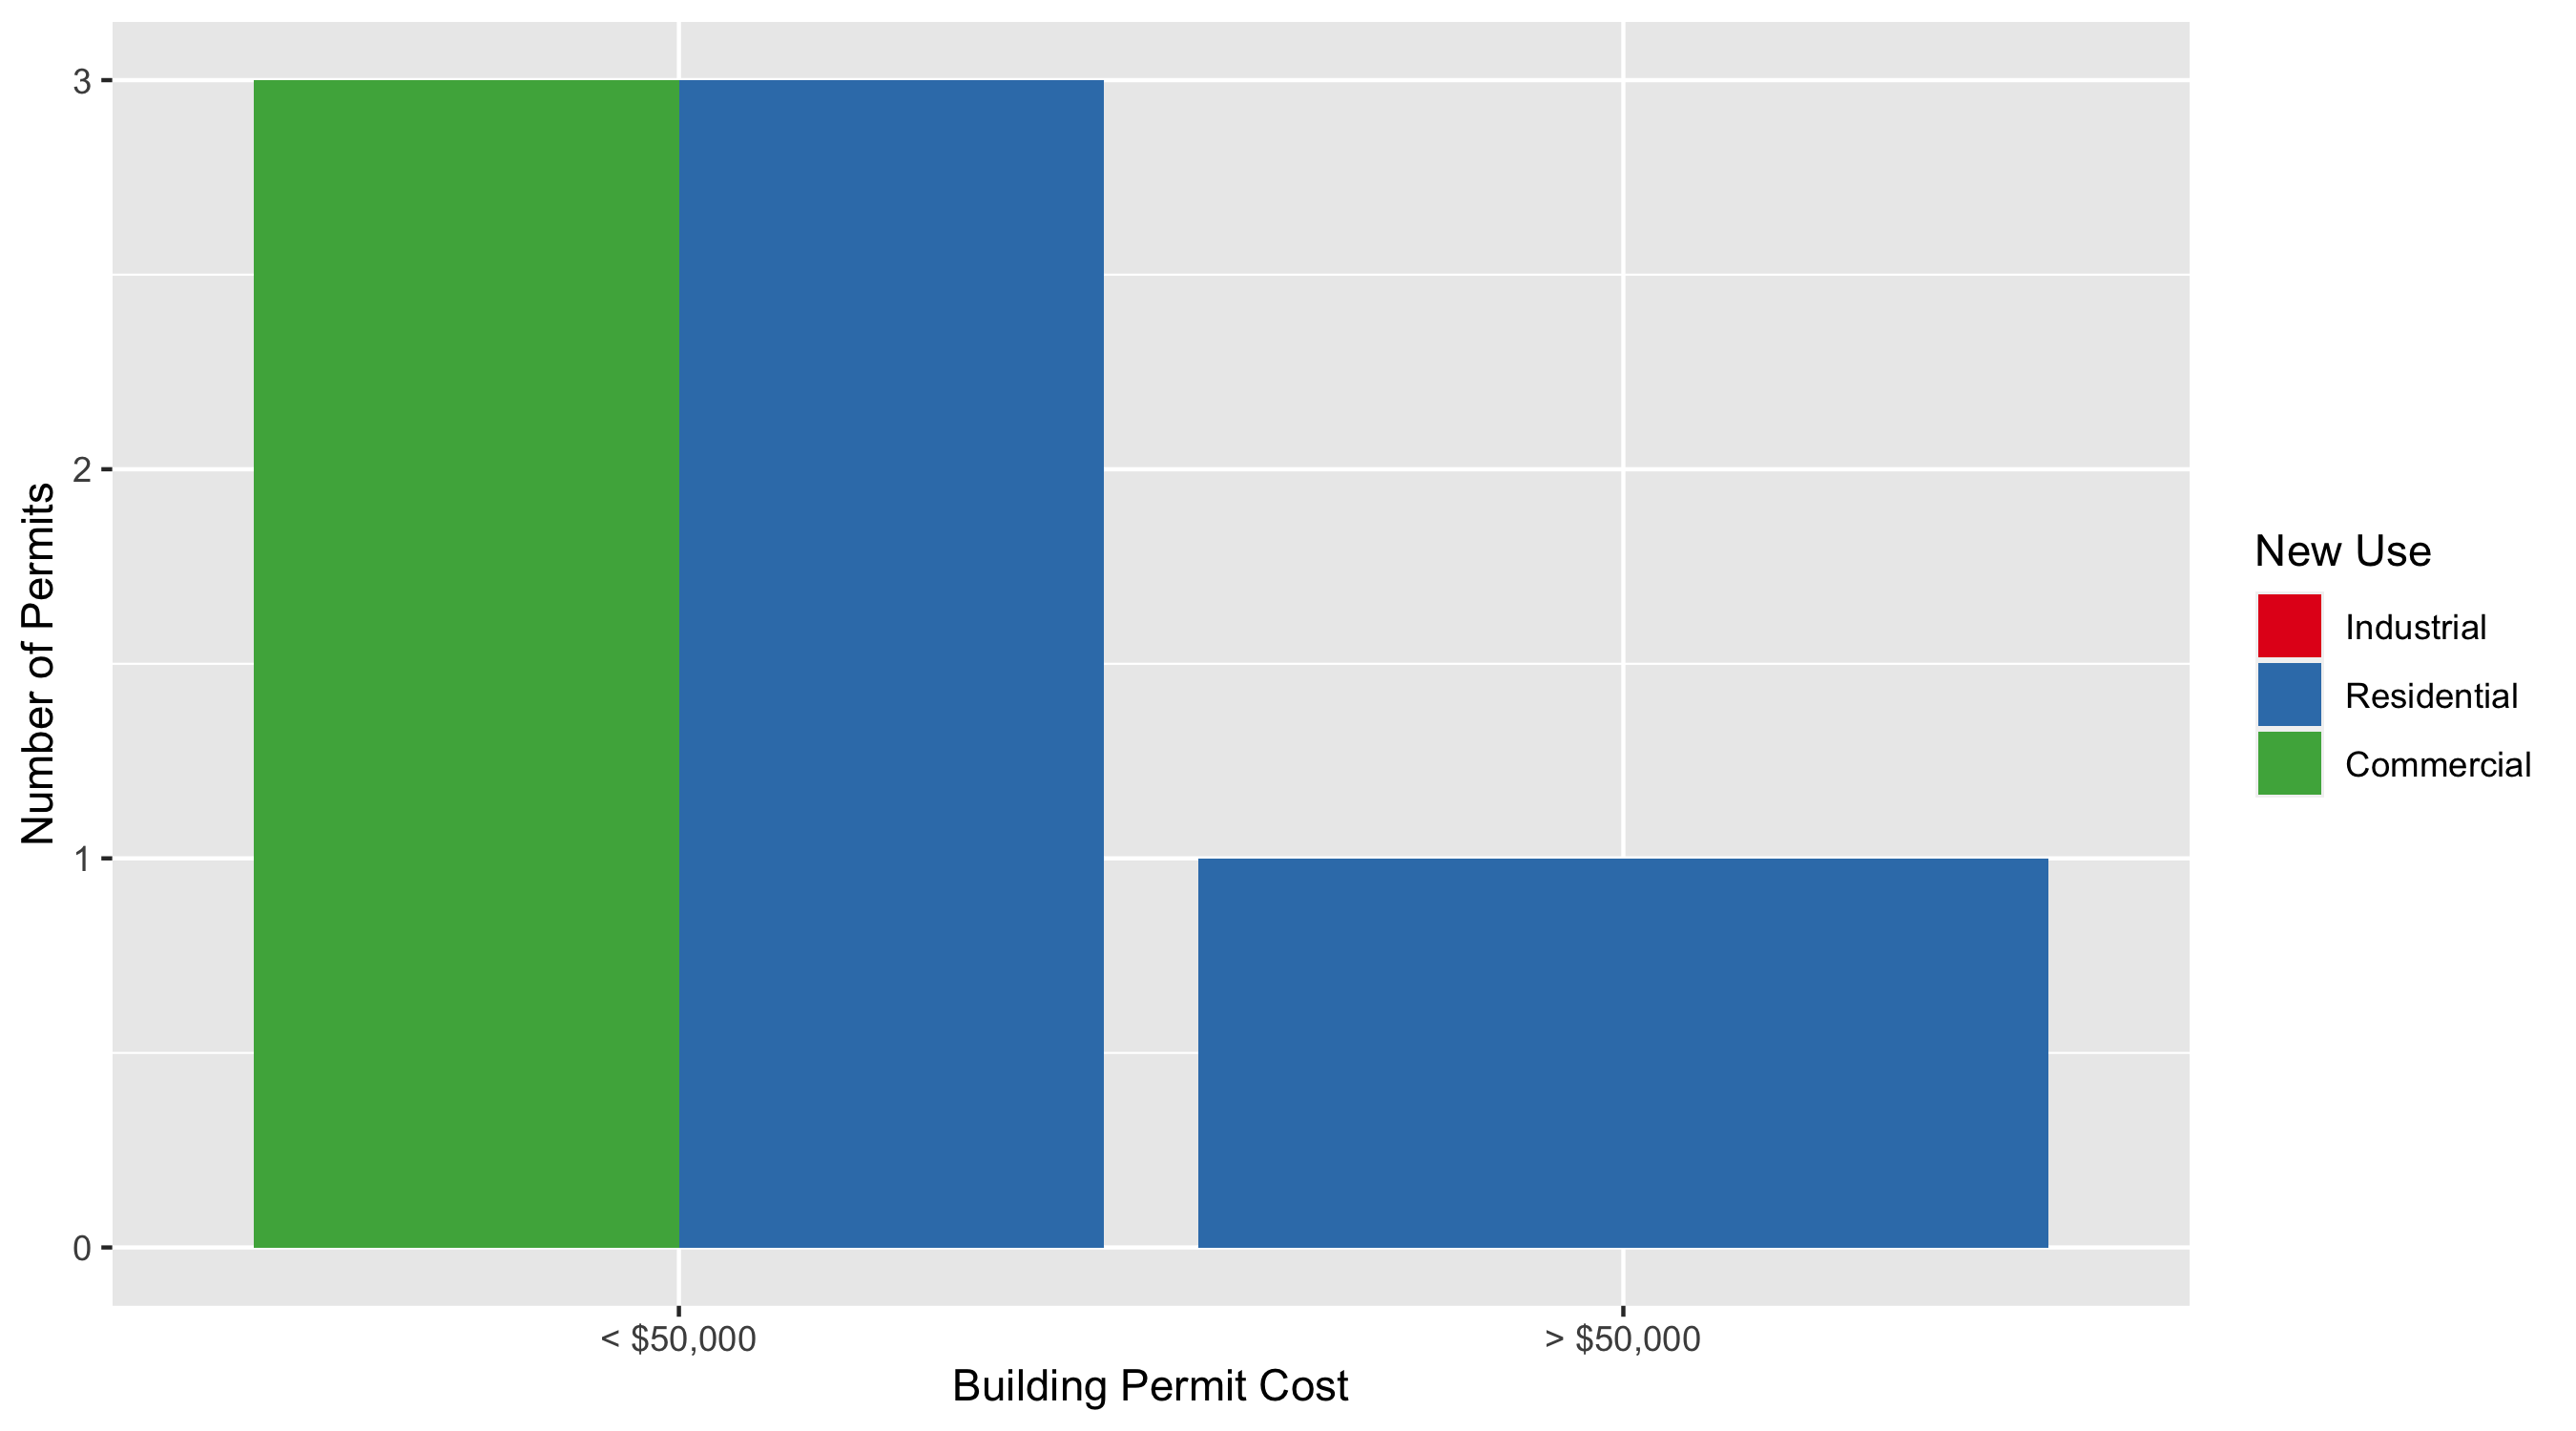 3
2
1
0
Number of Permits
< $50,000
> $50,000
Building Permit Cost
New Use
Industrial
Residential
Commercial